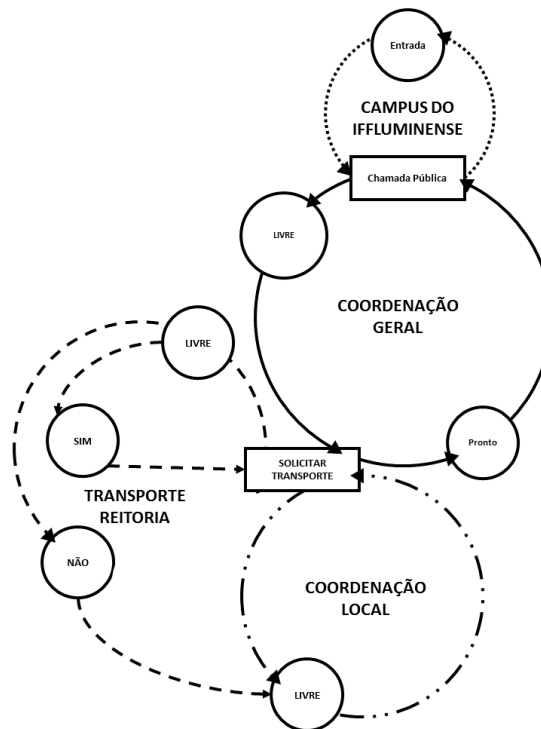 Entrada
CAMPUS DO
IFFLUMINENSE
Chamada Pública
LIVRE
COORDENAÇÃO
GERAL
LIVRE
SIM
Pronto
SOLICITAR
TRANSPORTE
TRANSPORTE
REITORIA
NÃO
COORDENAÇÃO
LOCAL
LIVRE